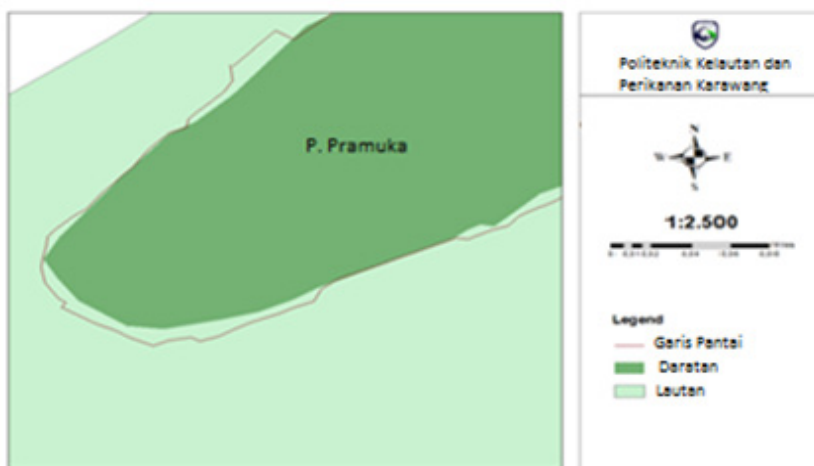 P. Pramuka
Politeknik Kelautan dan
Perikanan Karawang
N
W E
S
1:2.500
Legend
Garis Pantai
Daratan
Lautan